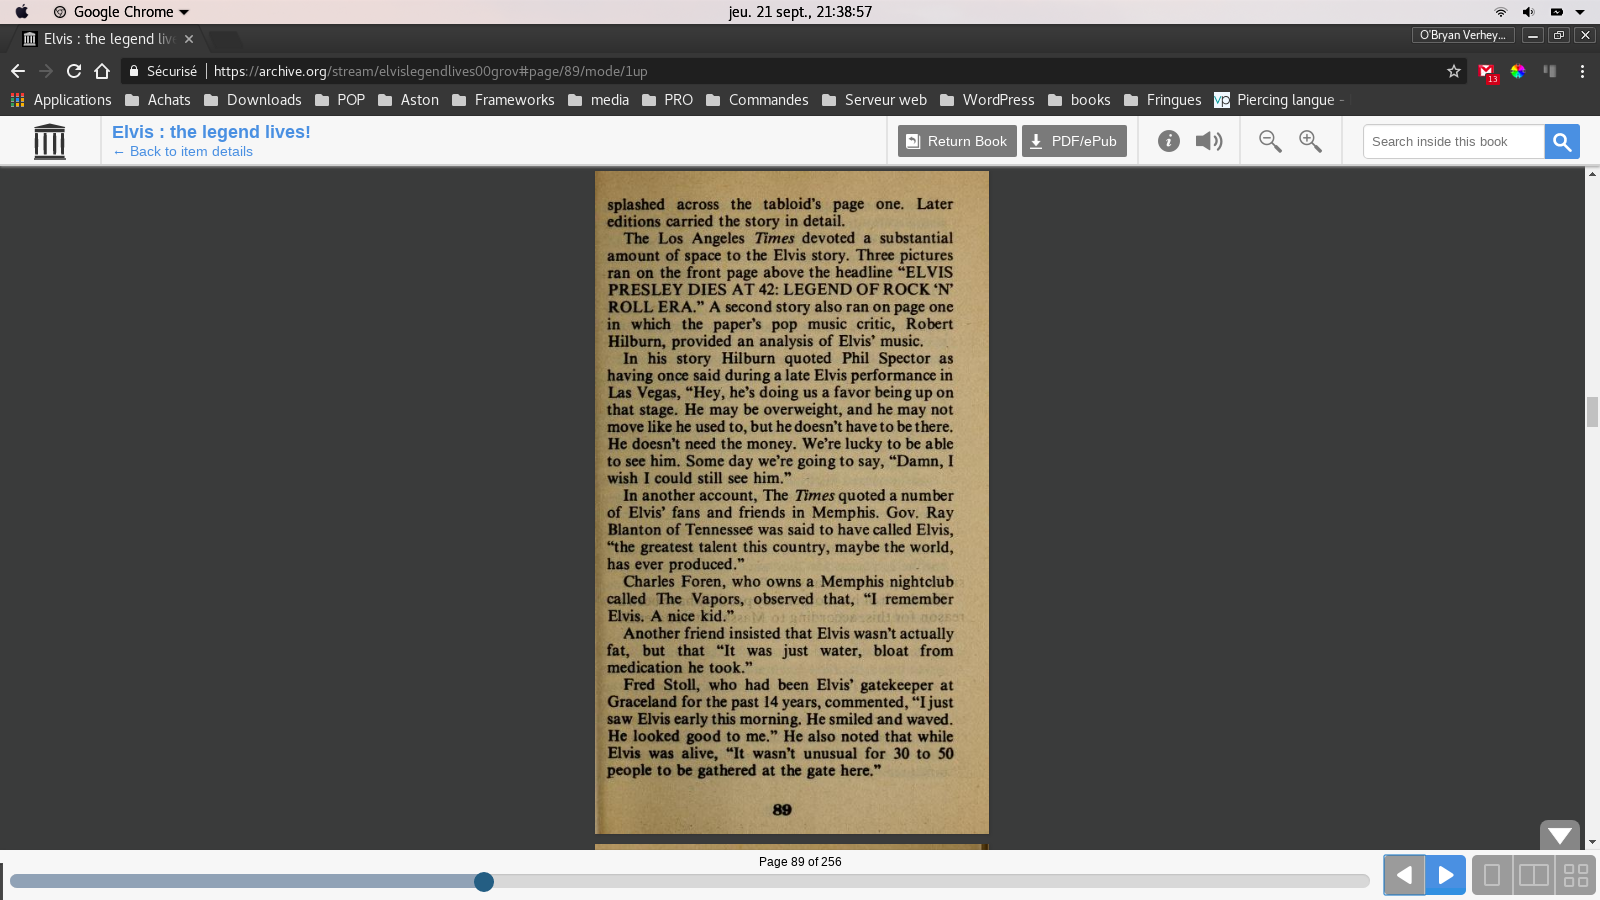 Google Chrome
jeu. 21 sept., 21:38:57
Elvis : the legend live
O'Bryan Verhey...
Sécurisé
https://archive.org/stream/elvislegendlives00grov#page/89/mode/1up
13
Applications
Achats
Downloads
POP
Aston
Frameworks
media
PRO
Commandes
Serveur web
WordPress
books
Fringues
vp
Piercing langue -
Elvis : the legend lives!
← Back to item details
Return Book
PDF/ePub
Search inside this book
splashed across the tabloid's page one. Later
editions carried the story in detail.
The Los Angeles Times devoted a substantial
amount of space to the Elvis story. Three pictures
ran on the front page above the headline “ELVIS
PRESLEY DIES AT 42: LEGEND OF ROCK ‘N’
ROLL ERA.” A second story also ran on page one
in which the paper's pop music critic, Robert
Hilburn, provided an analysis of Elvis’ music.
In his story Hilburn quoted Phil Spector as
having once said during a late Elvis performance in
Las Vegas, “Hey, he's doing us a favor being up on
that stage. He may be overweight, and he may not
move like he used to, but he doesn't have to be there.
He doesn't need the money. We're lucky to be able
to see him. Some day we're going to say, “Damn, I
wish I could still see him.”
In another account, The Times quoted a number
of Elvis’ fans and friends in Memphis. Gov. Ray
Blanton of Tennessee was said to have called Elvis,
“the greatest talent this country, maybe the world,
has ever produced.”
Charles Foren, who owns a Memphis nightclub
called The Vapors, observed that, “I remember
Elvis. A nice kid.”
Another friend insisted that Elvis wasn't actually
fat, but that “It was just water, bloat from
medication he took.”
Fred Stoll, who had been Elvis’ gatekeeper at
Graceland for the past 14 years, commented, “I just
saw Elvis early this morning. He smiled and waved.
He looked good to me.” He also noted that while
Elvis was alive, “It wasn't unusual for 30 to 50
people to be gathered at the gate here.”
89
Page 89 of 256